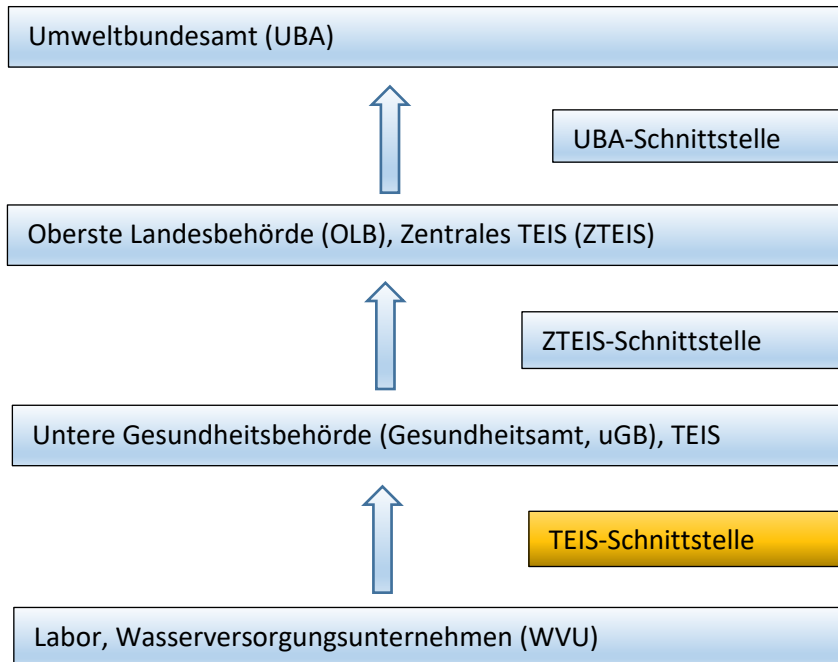 Umweltbundesamt (UBA)
UBA-Schnittstelle
Oberste Landesbehörde (OLB), Zentrales TEIS (ZTEIS)
ZTEIS-Schnittstelle
Untere Gesundheitsbehörde (Gesundheitsamt, uGB), TEIS
TEIS-Schnittstelle
Labor, Wasserversorgungsunternehmen (WVU)